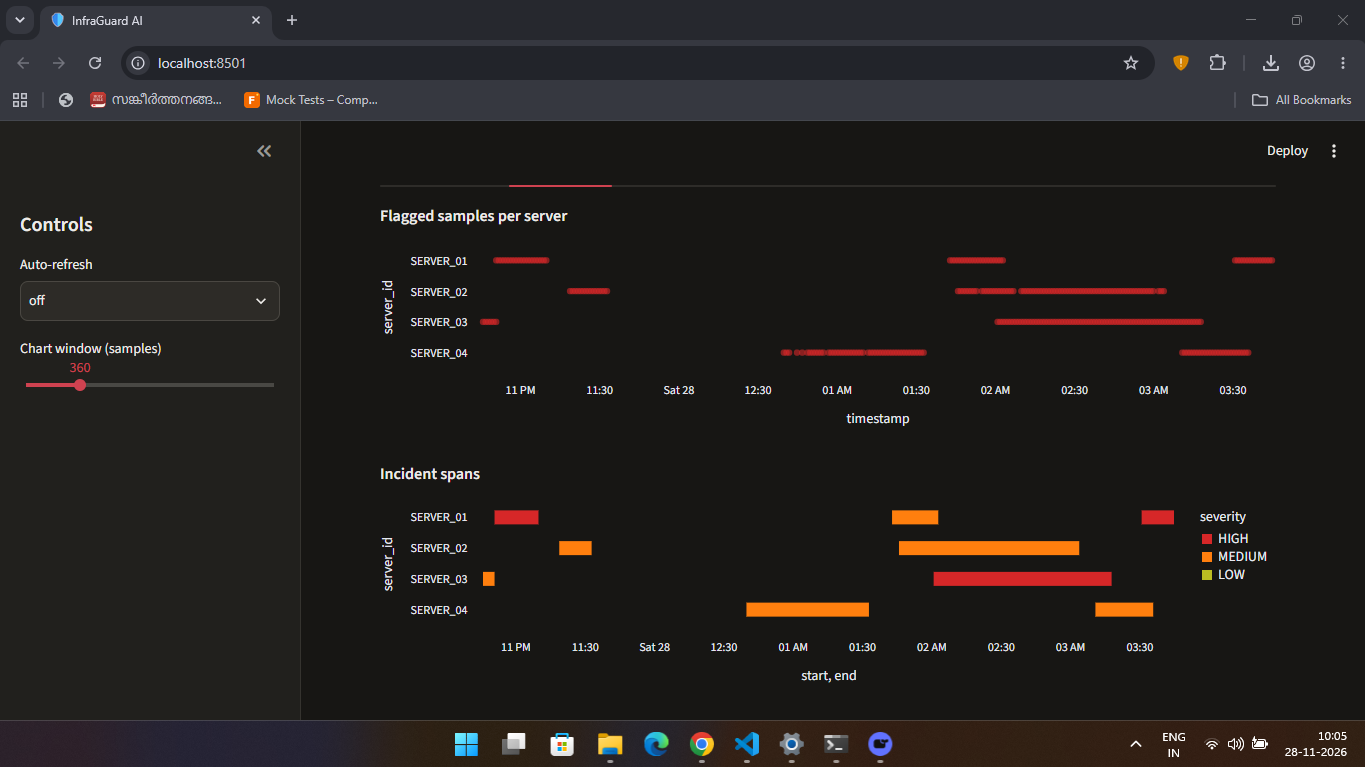 InfraGuard AI
localhost:8501
സങ്കീർത്തനങ്ങ...
Mock Tests – Comp...
All Bookmarks
Deploy
Controls
Auto-refresh
off
Chart window (samples)
360
Flagged samples per server
server_id
SERVER_01
SERVER_02
SERVER_03
SERVER_04
11 PM 11:30 Sat 28 12:30 01 AM 01:30 02 AM 02:30 03 AM 03:30
timestamp
Incident spans
server_id
SERVER_01
SERVER_02
SERVER_03
SERVER_04
11 PM 11:30 Sat 28 12:30 01 AM 01:30 02 AM 02:30 03 AM 03:30
start, end
severity
HIGH
MEDIUM
LOW
ENG
IN
10:05
28-11-2026